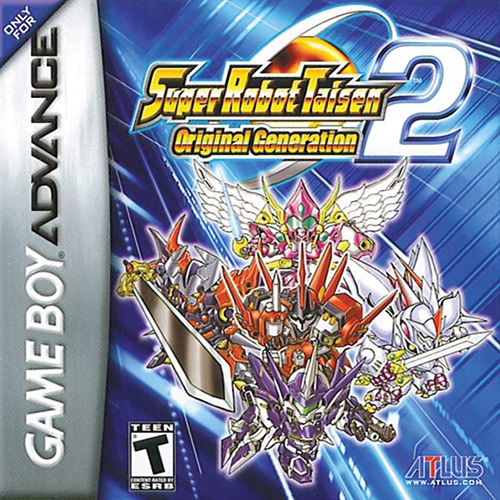 ONLY
FOR
GAME BOY ADVANCE
Super Robot Taisen
Original Generation
2
TM
TEEN
T
CONTENT RATED BY
ESRB
ATLUS
WWW.ATLUS.COM